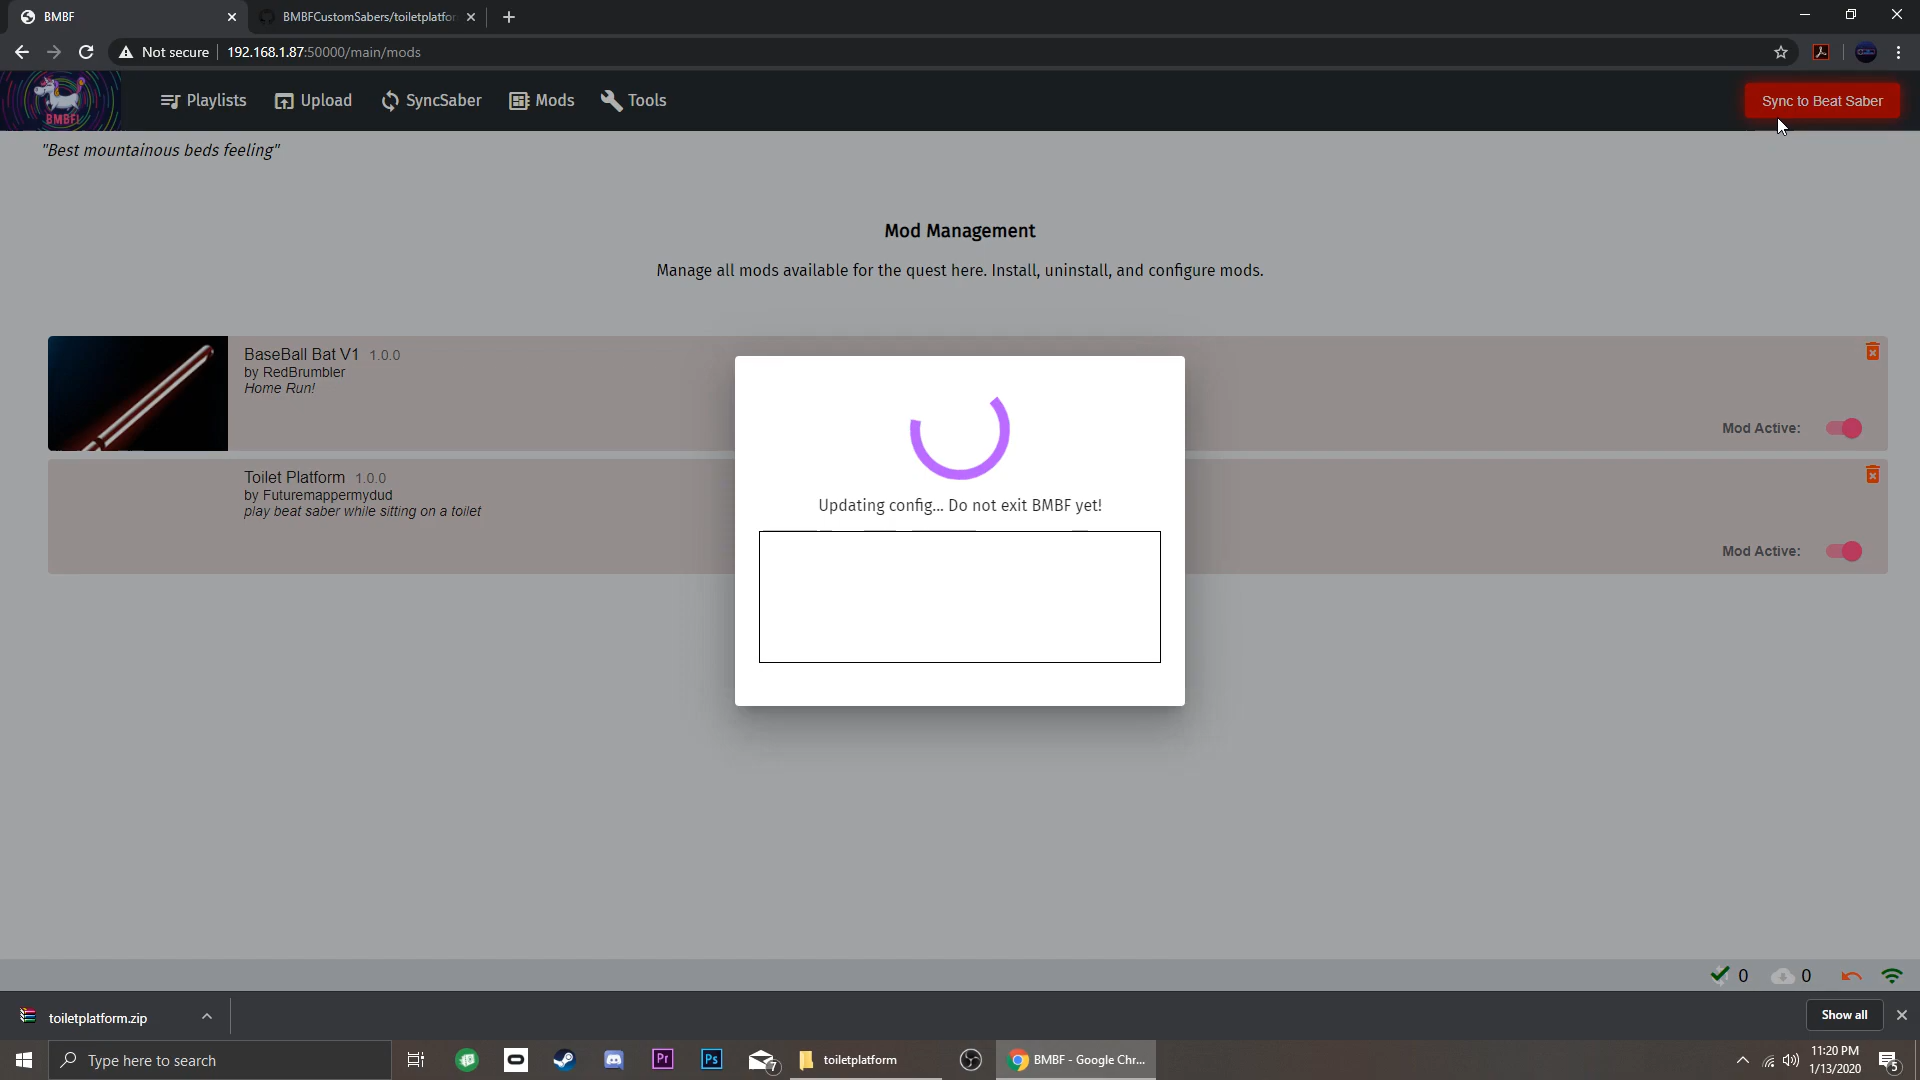 BMBF
BMBFCustomSabers/toiletplatfor
Not secure
192.168.1.87:50000/main/mods
BMBF!
Playlists
Upload
SyncSaber
Mods
Tools
Sync to Beat Saber
"Best mountainous beds feeling"
Mod Management
Manage all mods available for the quest here. Install, uninstall, and configure mods.
BaseBall Bat V1 1.0.0
by RedBrumbler
Home Run!
Mod Active:
Toilet Platform 1.0.0
by Futuremappermydud
play beat saber while sitting on a toilet
Mod Active:
Updating config... Do not exit BMBF yet!
0
0
toiletplatform.zip
Show all
Type here to search
Pr
Ps
7
toiletplatform
BMBF - Google Chr...
11:20 PM
1/13/2020
5